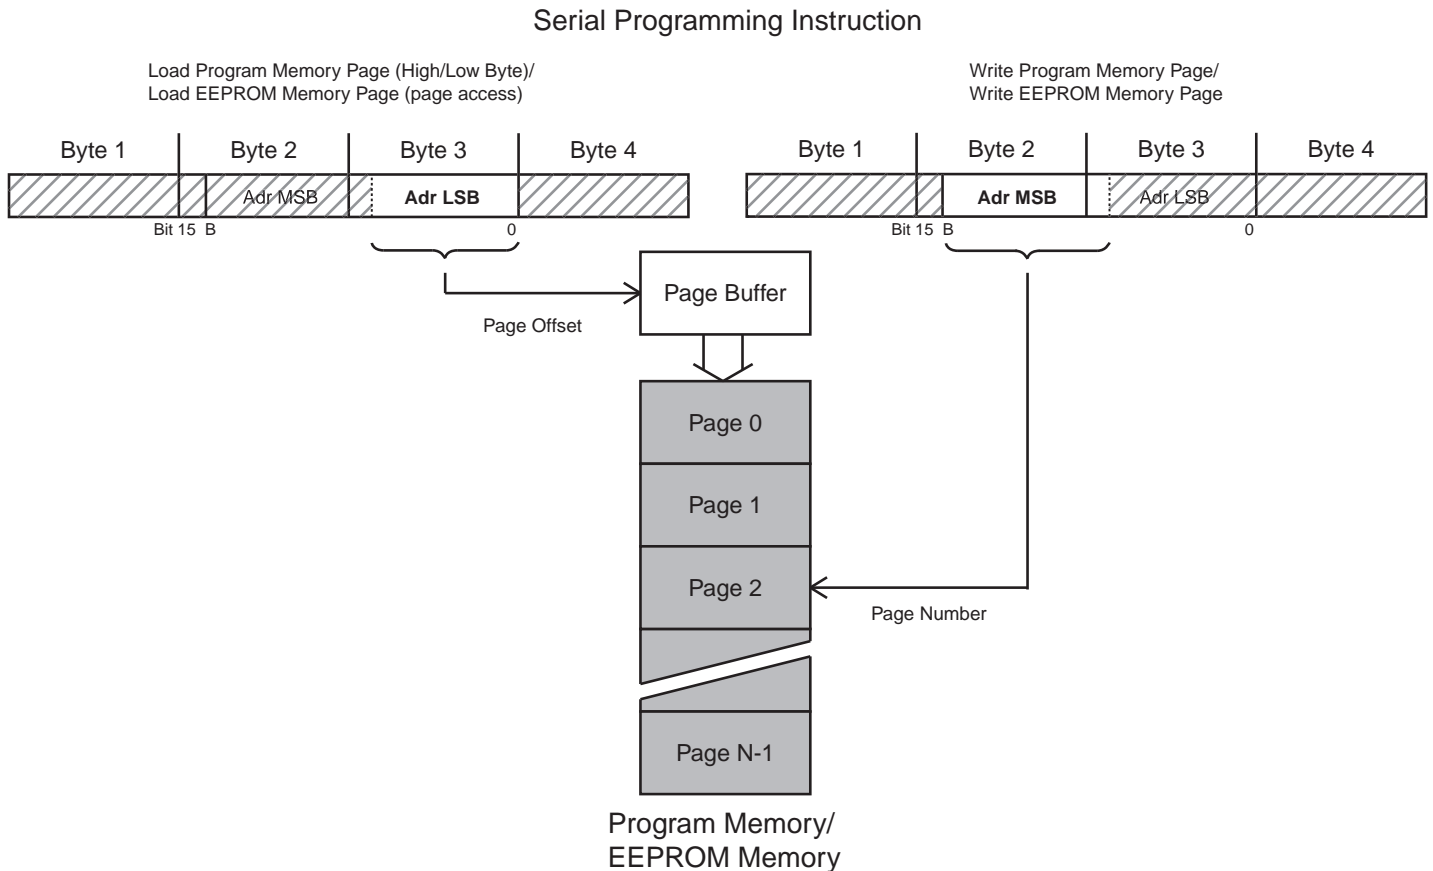 Serial Programming Instruction
Load Program Memory Page (High/Low Byte)/
Load EEPROM Memory Page (page access)
Write Program Memory Page/
Write EEPROM Memory Page
Byte 1 Byte 2 Byte 3 Byte 4
Byte 1 Byte 2 Byte 3 Byte 4
Adr MSB Adr LSB
Adr MSB Adr LSB
Bit 15 B 0
Bit 15 B 0
Page Buffer
Page Offset
Page 0
Page 1
Page 2
Page Number
Page N-1
Program Memory/
EEPROM Memory